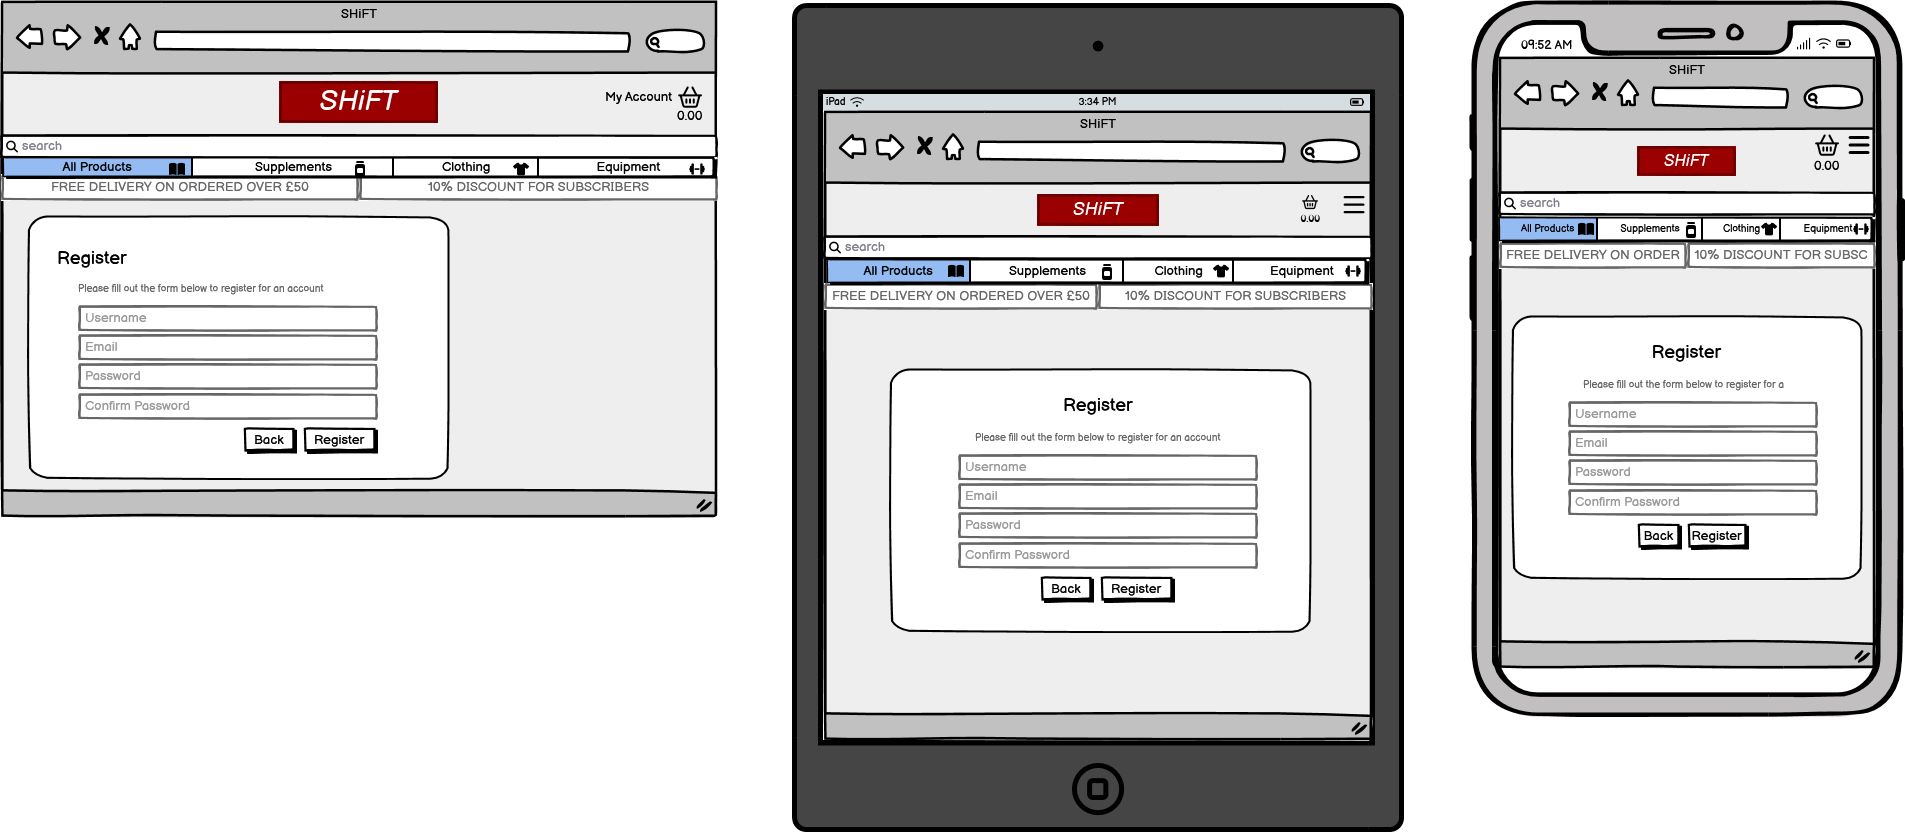 SHiFT
SHiFT
My Account
0.00
search
All Products Supplements Clothing Equipment
FREE DELIVERY ON ORDERED OVER £50 10% DISCOUNT FOR SUBSCRIBERS
Register
Please fill out the form below to register for an account
Username
Email
Password
Confirm Password
Back Register
iPad 3:34 PM
SHiFT
SHiFT
0.00
search
All Products Supplements Clothing Equipment
FREE DELIVERY ON ORDERED OVER £50 10% DISCOUNT FOR SUBSCRIBERS
Register
Please fill out the form below to register for an account
Username
Email
Password
Confirm Password
Back Register
09:52 AM
SHiFT
SHiFT
0.00
search
All Products Supplements Clothing Equipment
FREE DELIVERY ON ORDER 10% DISCOUNT FOR SUBSC
Register
Please fill out the form below to register for a
Username
Email
Password
Confirm Password
Back Register